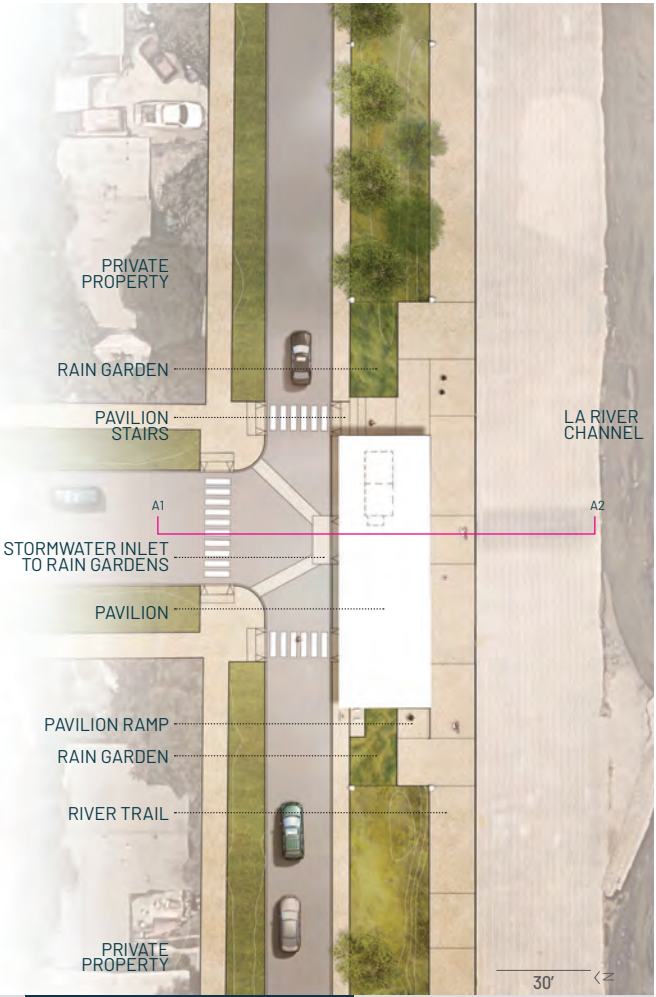 PRIVATE
PROPERTY
RAIN GARDEN
PAVILION
STAIRS
LA RIVER
CHANNEL
A1
A2
STORMWATER INLET
TO RAIN GARDENS
PAVILION
PAVILION RAMP
RAIN GARDEN
RIVER TRAIL
PRIVATE
PROPERTY
30'
N